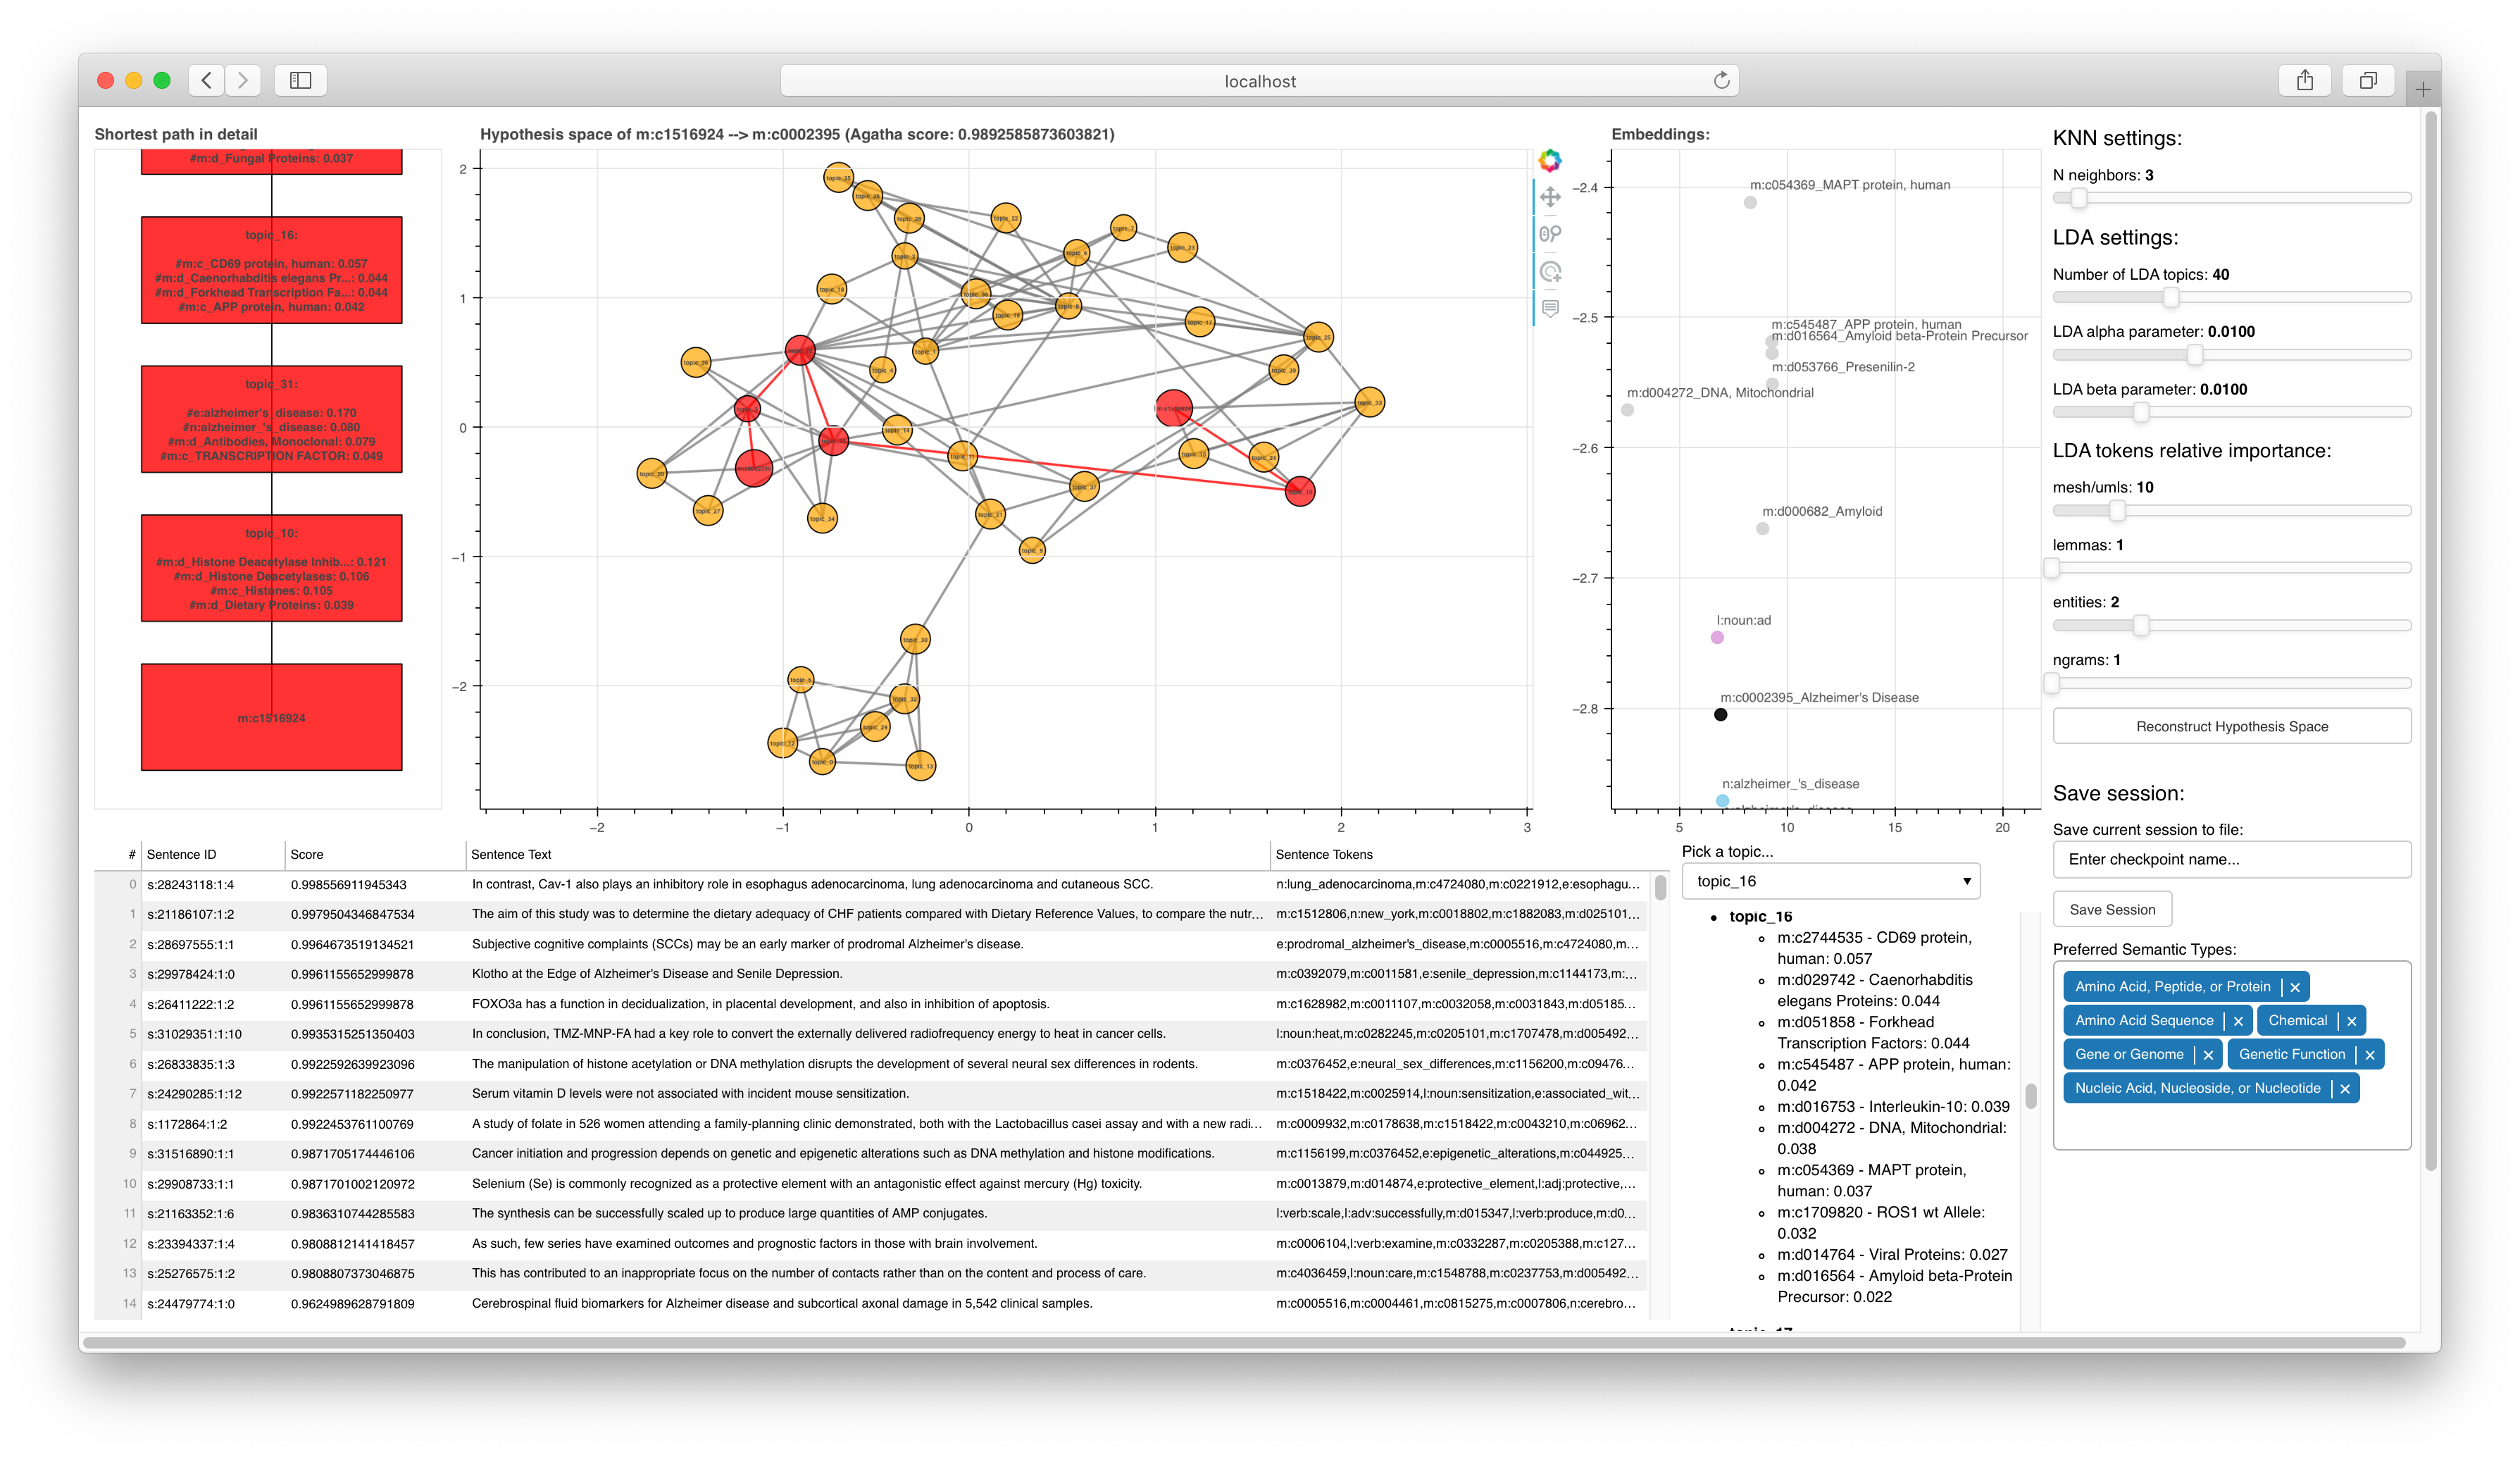 localhost
Shortest path in detail
#m:d_Fungal Proteins: 0.037
topic_16:
#m:c_CD69 protein, human: 0.057
#m:d_Caenorhabditis elegans Pr...: 0.044
#m:d_Forkhead Transcription Fa...: 0.044
#m:c_APP protein, human: 0.042
topic_31:
#e:alzheimer's_disease: 0.170
#n:alzheimer_'s_disease: 0.080
#m:d_Antibodies, Monoclonal: 0.079
#m:c_TRANSCRIPTION FACTOR: 0.049
topic_10:
#m:d_Histone Deacetylase Inhib...: 0.121
#m:d_Histone Deacetylases: 0.106
#m:c_Histones: 0.105
#m:d_Dietary Proteins: 0.039
m:c1516924
Hypothesis space of m:c1516924 --> m:c0002395 (Agatha score: 0.9892585873603821)
2
1
0
−1
−2
topic_35
topic_22
topic_7
topic_23
topic_18
topic_19
topic_17
topic_4
topic_39
topic_33
topic_14
topic_11
topic_15
topic_24
topic_20
topic_27
topic_34
topic_37
topic_21
topic_9
topic_30
topic_5
topic_32
topic_29
topic_12
topic_0
topic_13
−2
−1
0
1
2
3
Embeddings:
−2.4
−2.5
−2.6
−2.7
−2.8
m:c054369_MAPT protein, human
m:c545487_APP protein, human
m:d016564_Amyloid beta-Protein Precursor
m:d053766_Presenilin-2
m:d004272_DNA, Mitochondrial
m:d000682_Amyloid
l:noun:ad
m:c0002395_Alzheimer's Disease
n:alzheimer_'s_disease
5
10
15
20
KNN settings:
N neighbors: 3
LDA settings:
Number of LDA topics: 40
LDA alpha parameter: 0.0100
LDA beta parameter: 0.0100
LDA tokens relative importance:
mesh/umls: 10
lemmas: 1
entities: 2
ngrams: 1
Reconstruct Hypothesis Space
Save session:
Save current session to file:
Enter checkpoint name...
Save Session
Preferred Semantic Types:
Amino Acid, Peptide, or Protein
Amino Acid Sequence
Chemical
Gene or Genome
Genetic Function
Nucleic Acid, Nucleoside, or Nucleotide
# Sentence ID Score Sentence Text Sentence Tokens
0 s:28243118:1:4 0.998556911945343 In contrast, Cav-1 also plays an inhibitory role in esophagus adenocarcinoma, lung adenocarcinoma and cutaneous SCC. n:lung_adenocarcinoma,m:c4724080,m:c0221912,e:esophagu...
1 s:21186107:1:2 0.9979504346847534 The aim of this study was to determine the dietary adequacy of CHF patients compared with Dietary Reference Values, to compare the nutr... m:c1512806,n:new_york,m:c0018802,m:c1882083,m:d025101...
2 s:28697555:1:1 0.9964673519134521 Subjective cognitive complaints (SCCs) may be an early marker of prodromal Alzheimer's disease. e:prodromal_alzheimer's_disease,m:c0005516,m:c4724080,m...
3 s:29978424:1:0 0.9961155652999878 Klotho at the Edge of Alzheimer's Disease and Senile Depression. m:c0392079,m:c0011581,e:senile_depression,m:c1144173,m:...
4 s:26411222:1:2 0.9961155652999878 FOXO3a has a function in decidualization, in placental development, and also in inhibition of apoptosis. m:c1628982,m:c0011107,m:c0032058,m:c0031843,m:d05185...
5 s:31029351:1:10 0.9935315251350403 In conclusion, TMZ-MNP-FA had a key role to convert the externally delivered radiofrequency energy to heat in cancer cells. l:noun:heat,m:c0282245,m:c0205101,m:c1707478,m:d005492...
6 s:26833835:1:3 0.9922592639923096 The manipulation of histone acetylation or DNA methylation disrupts the development of several neural sex differences in rodents. m:c0376452,e:neural_sex_differences,m:c1156200,m:c09476...
7 s:24290285:1:12 0.9922571182250977 Serum vitamin D levels were not associated with incident mouse sensitization. m:c1518422,m:c0025914,l:noun:sensitization,e:associated_wit...
8 s:1172864:1:2 0.9922453761100769 A study of folate in 526 women attending a family-planning clinic demonstrated, both with the Lactobacillus casei assay and with a new radi... m:c0009932,m:c0178638,m:c1518422,m:c0043210,m:c06962...
9 s:31516890:1:1 0.9871705174446106 Cancer initiation and progression depends on genetic and epigenetic alterations such as DNA methylation and histone modifications. m:c1156199,m:c0376452,e:epigenetic_alterations,m:c044925...
10 s:29908733:1:1 0.9871701002120972 Selenium (Se) is commonly recognized as a protective element with an antagonistic effect against mercury (Hg) toxicity. m:c0013879,m:d014874,e:protective_element,l:adj:protective,...
11 s:21163352:1:6 0.9836310744285583 The synthesis can be successfully scaled up to produce large quantities of AMP conjugates. l:verb:scale,l:adv:successfully,m:d015347,l:verb:produce,m:d0...
12 s:23394337:1:4 0.9808812141418457 As such, few series have examined outcomes and prognostic factors in those with brain involvement. m:c0006104,l:verb:examine,m:c0332287,m:c0205388,m:c127...
13 s:25276575:1:2 0.9808807373046875 This has contributed to an inappropriate focus on the number of contacts rather than on the content and process of care. m:c4036459,l:noun:care,m:c1548788,m:c0237753,m:d005492...
14 s:24479774:1:0 0.9624989628791809 Cerebrospinal fluid biomarkers for Alzheimer disease and subcortical axonal damage in 5,542 clinical samples. m:c0005516,m:c0004461,m:c0815275,m:c0007806,n:cerebro...
Pick a topic...
topic_16
topic_16
m:c2744535 - CD69 protein,
human: 0.057
m:d029742 - Caenorhabditis
elegans Proteins: 0.044
m:d051858 - Forkhead
Transcription Factors: 0.044
m:c545487 - APP protein, human:
0.042
m:d016753 - Interleukin-10: 0.039
m:d004272 - DNA, Mitochondrial:
0.038
m:c054369 - MAPT protein,
human: 0.037
m:c1709820 - ROS1 wt Allele:
0.032
m:d014764 - Viral Proteins: 0.027
m:d016564 - Amyloid beta-Protein
Precursor: 0.022